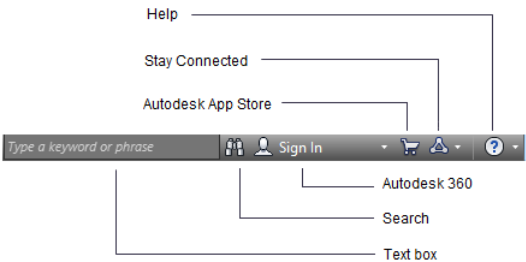 Help
Stay Connected
Autodesk App Store
Type a keyword or phrase
Sign In
?
Autodesk 360
Search
Text box